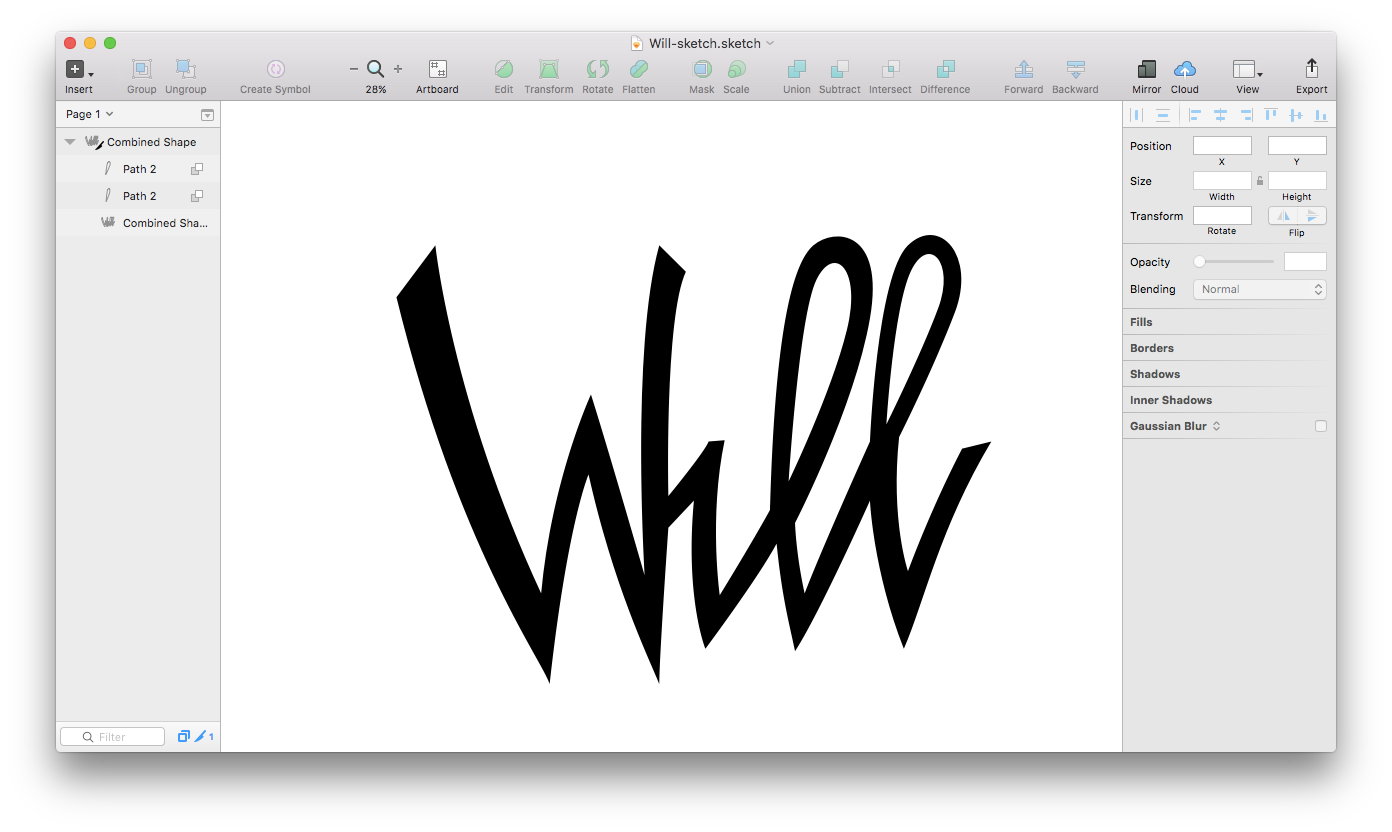 Will-sketch.sketch
Insert Group Ungroup Create Symbol 28% Artboard Edit Transform Rotate Flatten Mask Scale Union Subtract Intersect Difference Forward Backward Mirror Cloud View Export
Page 1
Combined Shape
Path 2
Path 2
Combined Sha...
Filter
1
Will
Position
X Y
Size
Width Height
Transform
Rotate Flip
Opacity
Blending Normal
Fills
Borders
Shadows
Inner Shadows
Gaussian Blur